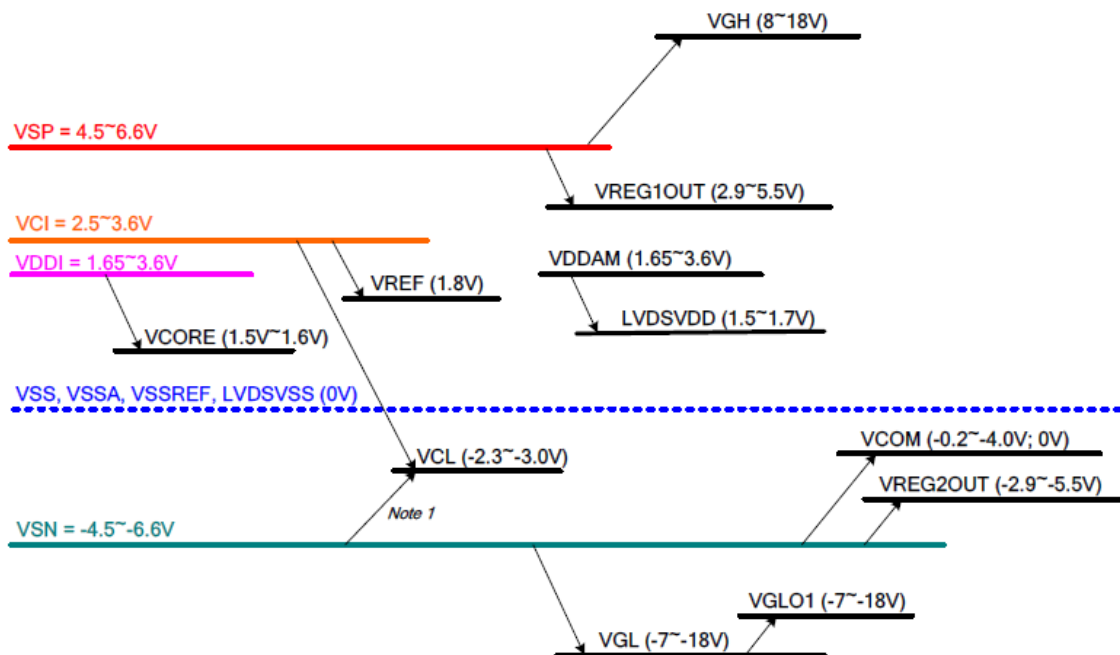 VGH (8~18V)
VSP = 4.5~6.6V
VREG1OUT (2.9~5.5V)
VCI = 2.5~3.6V
VDDI = 1.65~3.6V
VDDAM (1.65~3.6V)
VREF (1.8V)
LVDSVDD (1.5~1.7V)
VCORE (1.5V~1.6V)
VSS, VSSA, VSSREF, LVDSVSS (0V)
VCOM (-0.2~-4.0V; 0V)
VCL (-2.3~-3.0V)
VREG2OUT (-2.9~-5.5V)
Note 1
VSN = -4.5~-6.6V
VGLO1 (-7~-18V)
VGL (-7~-18V)